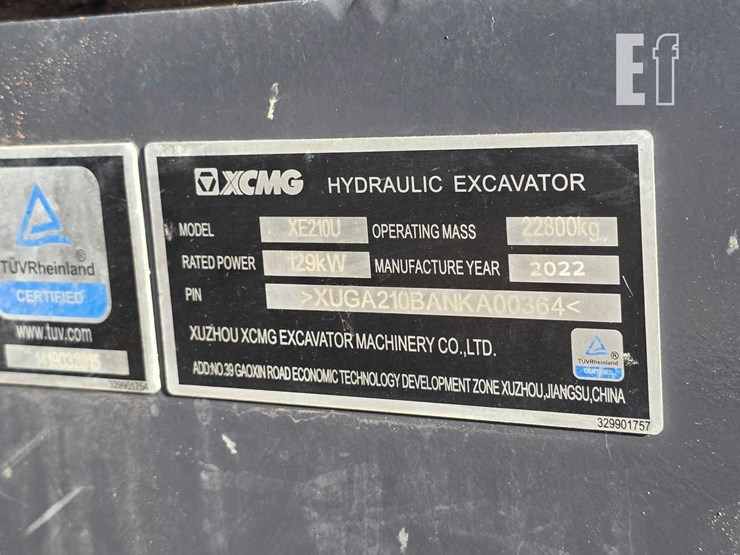 Ef
XCMG HYDRAULIC EXCAVATOR
MODEL XE210U OPERATING MASS 22800kg
RATED POWER 129kW MANUFACTURE YEAR 2022
PIN >XUGA210BANKA00364<
XUZHOU XCMG EXCAVATOR MACHINERY CO.,LTD.
ADD:NO.39 GAOXIN ROAD ECONOMIC TECHNOLOGY DEVELOPMENT ZONE XUZHOU,JIANGSU,CHINA
TÜVRheinland
CERTIFIED
329901757
®
TÜVRheinland
CERTIFIED
www.tuv.com
329901754